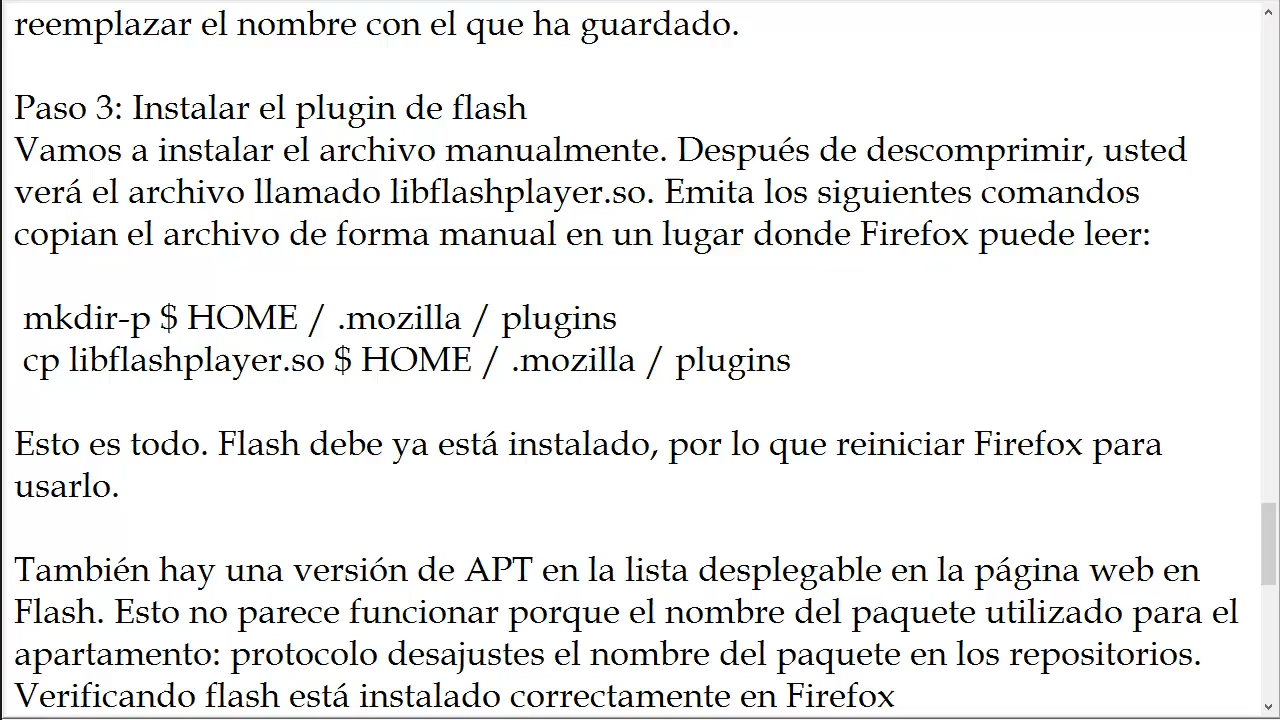 reemplazar el nombre con el que ha guardado.
Paso 3: Instalar el plugin de flash
Vamos a instalar el archivo manualmente. Después de descomprimir, usted
verá el archivo llamado libflashplayer.so. Emita los siguientes comandos
copian el archivo de forma manual en un lugar donde Firefox puede leer:
mkdir-p $ HOME / .mozilla / plugins
cp libflashplayer.so $ HOME / .mozilla / plugins
Esto es todo. Flash debe ya está instalado, por lo que reiniciar Firefox para
usarlo.
También hay una versión de APT en la lista desplegable en la página web en
Flash. Esto no parece funcionar porque el nombre del paquete utilizado para el
apartamento: protocolo desajustes el nombre del paquete en los repositorios.
Verificando flash está instalado correctamente en Firefox